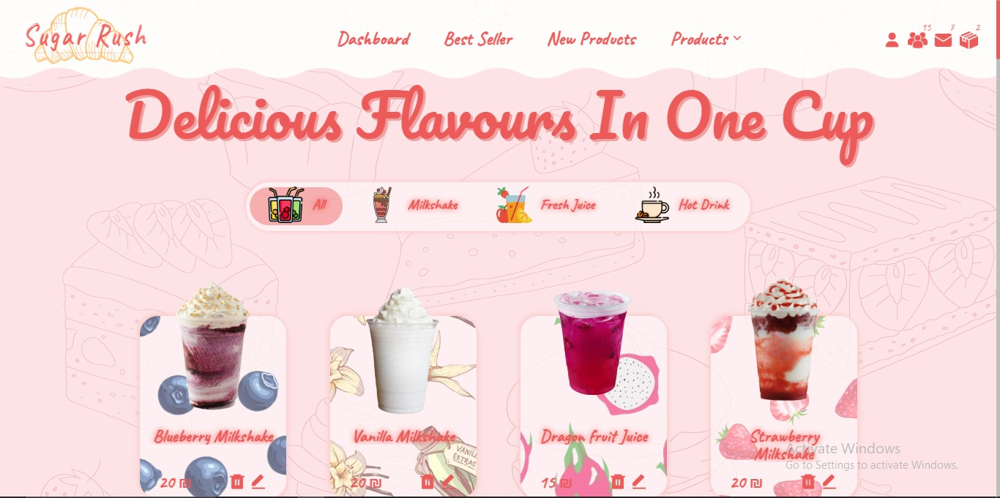 Sugar Rush
Dashboard
Best Seller
New Products
Products
15
7
2
Delicious Flavours In One Cup
All
Milkshake
Fresh Juice
Hot Drink
Blueberry Milkshake
Vanilla Milkshake
VANILL
EXTRAC
Dragon fruit Juice
Strawberry
Milkshake
20 ₪
20 ₪
15 ₪
20 ₪
Activate Windows
Go to Settings to activate Windows.